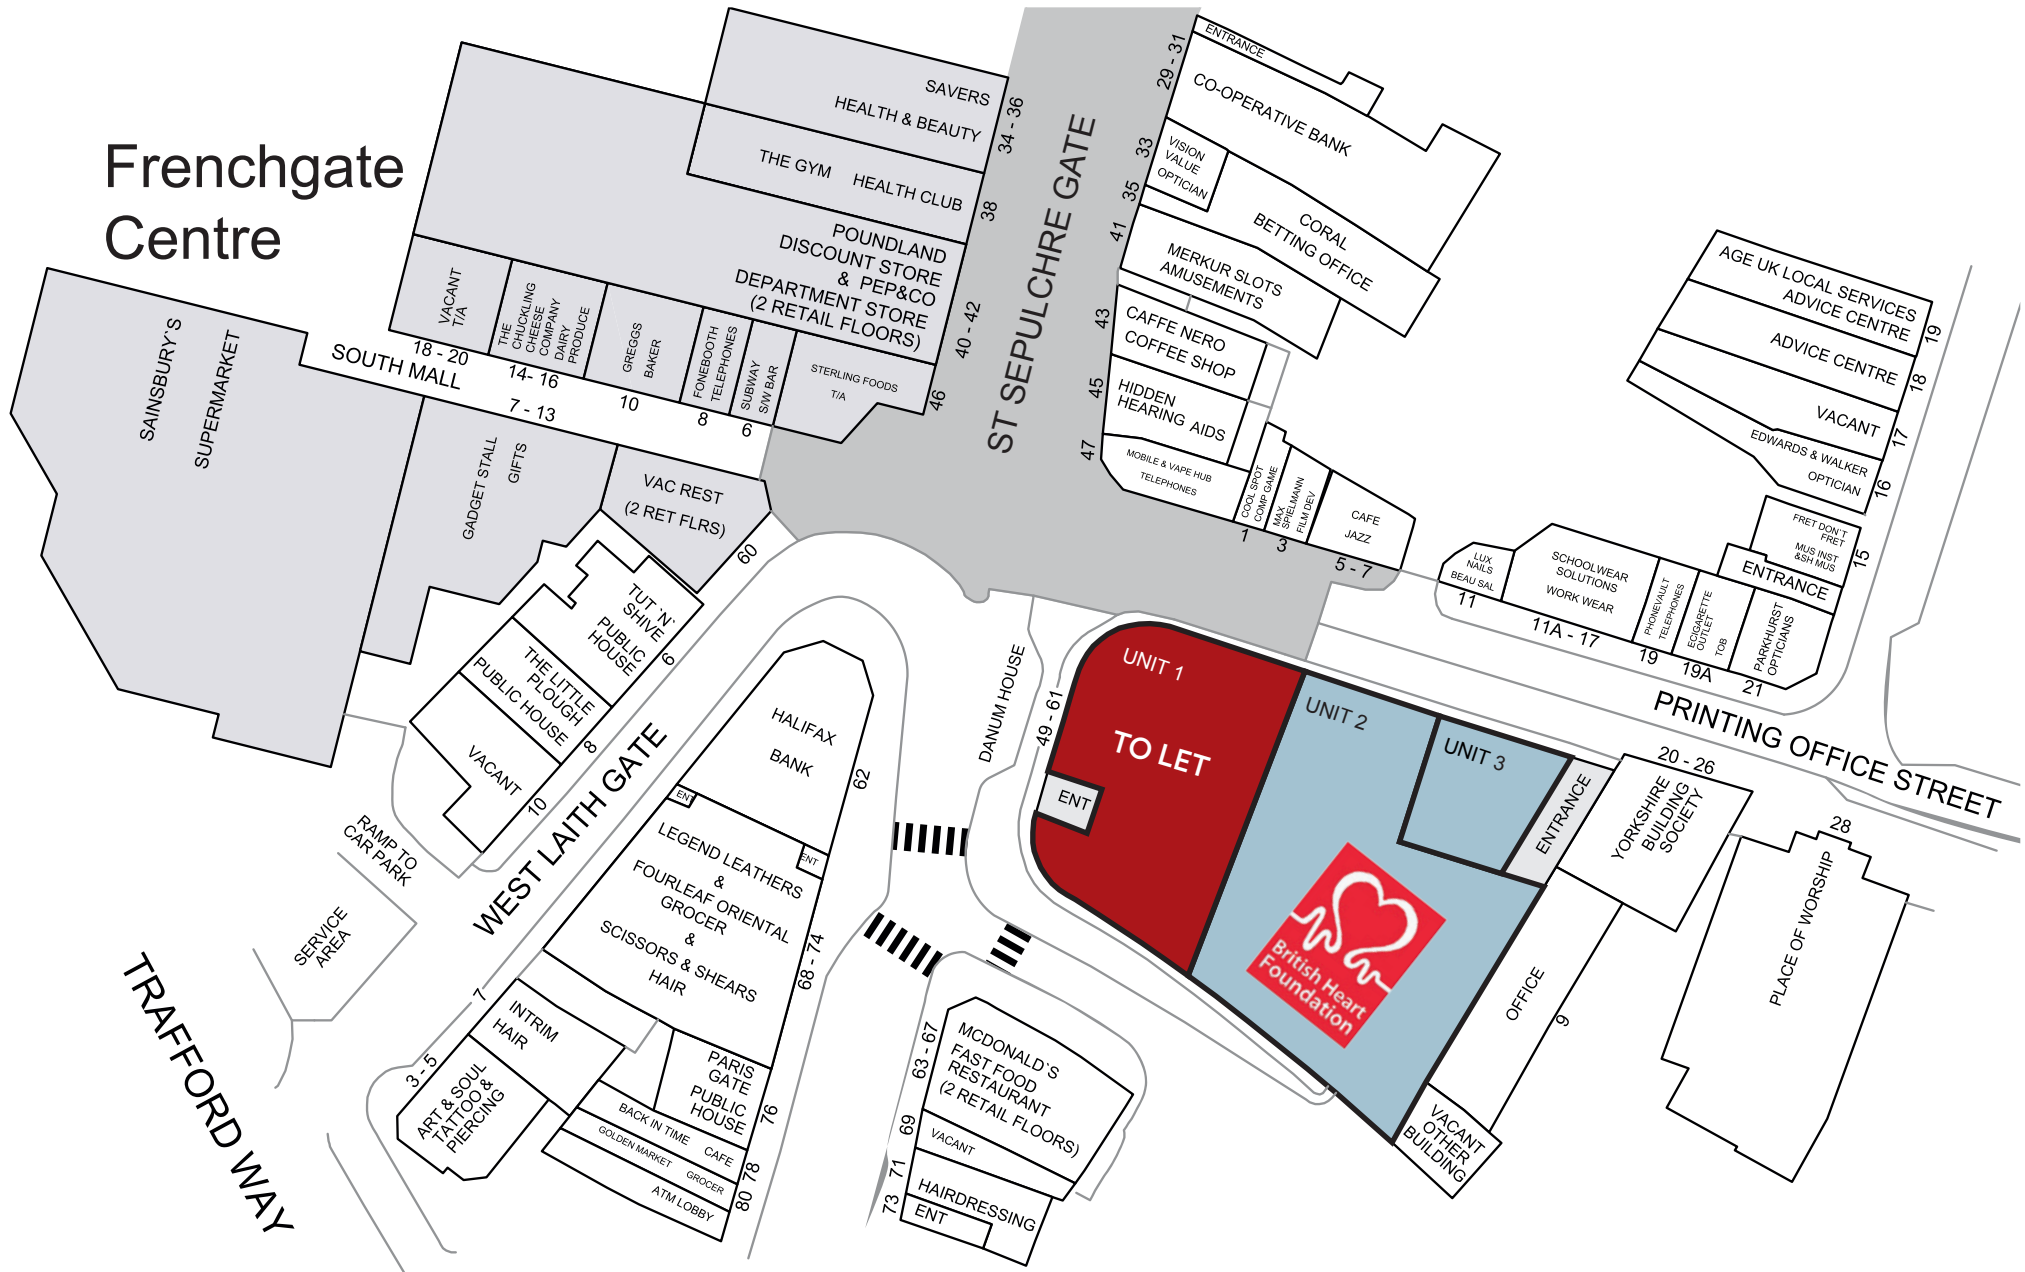 Frenchgate
Centre
SAVERS
HEALTH & BEAUTY
34 - 36
THE GYM HEALTH CLUB
38
POUNDLAND
DISCOUNT STORE
& PEP&CO
DEPARTMENT STORE
(2 RETAIL FLOORS)
40 - 42
VACANT
T/A
18 - 20
THE
CHUCKLING
CHEESE
COMPANY
DAIRY
PRODUCE
14- 16
GREGGS
BAKER
10
FONEBOOTH
TELEPHONES
8
SUBWAY
S/W BAR
6
STERLING FOODS
T/A
46
SOUTH MALL
7 - 13
SAINSBURY`S
SUPERMARKET
GADGET STALL
GIFTS
VAC REST
(2 RET FLRS)
60
ST SEPULCHRE GATE
29 - 31
ENTRANCE
CO-OPERATIVE BANK
33
VISION
VALUE
OPTICIAN
35
CORAL
BETTING OFFICE
41
MERKUR SLOTS
AMUSEMENTS
43
CAFFE NERO
COFFEE SHOP
45
HIDDEN
HEARING AIDS
47
MOBILE & VAPE HUB
TELEPHONES
COOL SPOT
COMP GAME
1
MAX
SPIELMANN
FILM DEV
3
CAFE
JAZZ
5 - 7
LUX
NAILS
BEAU SAL
11
SCHOOLWEAR
SOLUTIONS
WORK WEAR
11A - 17
PHONEVAULT
TELEPHONES
19
ECIGARETTE
OUTLET
TOB
19A
PARKHURST
OPTICIANS
21
ENTRANCE
FRET DON`T
FRET
MUS INST
&SH MUS
15
EDWARDS & WALKER
OPTICIAN
16
VACANT
17
ADVICE CENTRE
18
AGE UK LOCAL SERVICES
ADVICE CENTRE
19
PRINTING OFFICE STREET
TUT `N`
SHIVE
PUBLIC
HOUSE
6
THE LITTLE
PLOUGH
PUBLIC HOUSE
8
VACANT
10
WEST LAITH GATE
RAMP TO
CAR PARK
SERVICE
AREA
TRAFFORD WAY
HALIFAX
BANK
62
ENT
ENT
LEGEND LEATHERS
&
FOURLEAF ORIENTAL
GROCER
&
SCISSORS & SHEARS
HAIR
68 - 74
7
INTRIM
HAIR
3 - 5
ART & SOUL
TATTOO &
PIERCING
PARIS
GATE
PUBLIC
HOUSE
76
BACK IN TIME CAFE
78
GOLDEN MARKET GROCER
80
ATM LOBBY
DANUM HOUSE
49 - 61
UNIT 1
TO LET
ENT
UNIT 2
UNIT 3
ENTRANCE
British Heart
Foundation
20 - 26
YORKSHIRE
BUILDING
SOCIETY
28
PLACE OF WORSHIP
OFFICE
9
VACANT
OTHER
BUILDING
63 - 67
MCDONALD`S
FAST FOOD
RESTAURANT
(2 RETAIL FLOORS)
69
VACANT
71
HAIRDRESSING
73
ENT